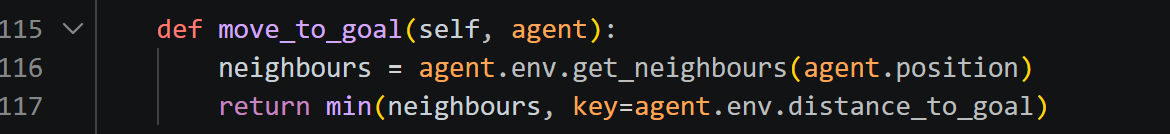 115 def move_to_goal(self, agent):
116 neighbours = agent.env.get_neighbours(agent.position)
117 return min(neighbours, key=agent.env.distance_to_goal)